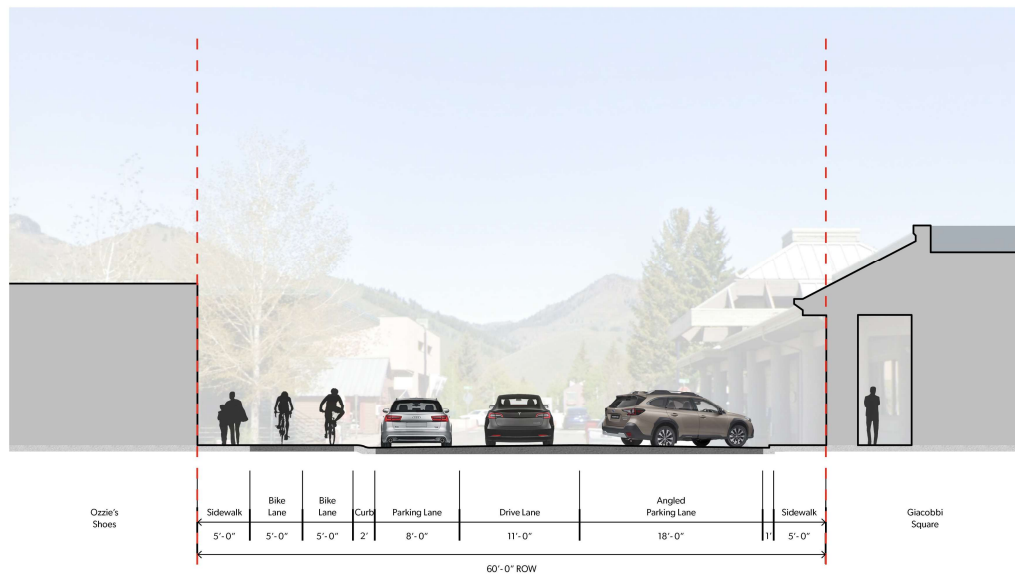 Ozzie's
Shoes
Sidewalk
Bike
Lane
Bike
Lane
Curb
Parking Lane
Drive Lane
Angled
Parking Lane
Sidewalk
Giacobbi
Square
5'-0"
5'-0"
5'-0"
2'
8'-0"
11'-0"
18'-0"
1'
5'-0"
60'-0" ROW